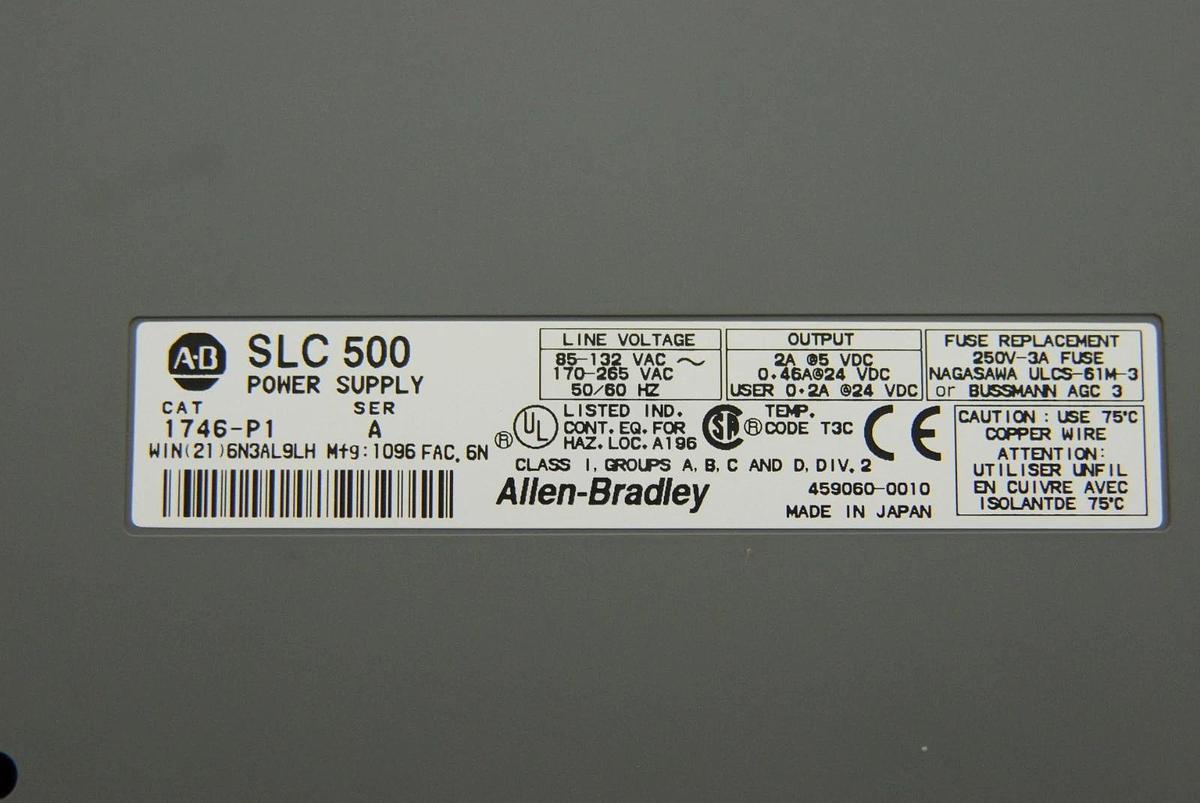 A·B
SLC 500
POWER SUPPLY
CAT SER
1746-P1 A
WIN(21)6N3AL9LH Mfg:1096 FAC. 6N
LINE VOLTAGE
85-132 VAC ~
170-265 VAC
50/60 HZ
OUTPUT
2A @5 VDC
0.46A@24 VDC
USER 0.2A @24 VDC
FUSE REPLACEMENT
250V-3A FUSE
NAGASAWA ULCS-61M-3
or BUSSMANN AGC 3
® UL
LISTED IND.
CONT. EQ. FOR
HAZ. LOC. A196
SA ®
TEMP.
CODE T3C
CE
CLASS I, GROUPS A, B, C AND D, DIV. 2
Allen-Bradley
459060-0010
MADE IN JAPAN
CAUTION : USE 75°C
COPPER WIRE
ATTENTION:
UTILISER UNFIL
EN CUIVRE AVEC
ISOLANTDE 75°C